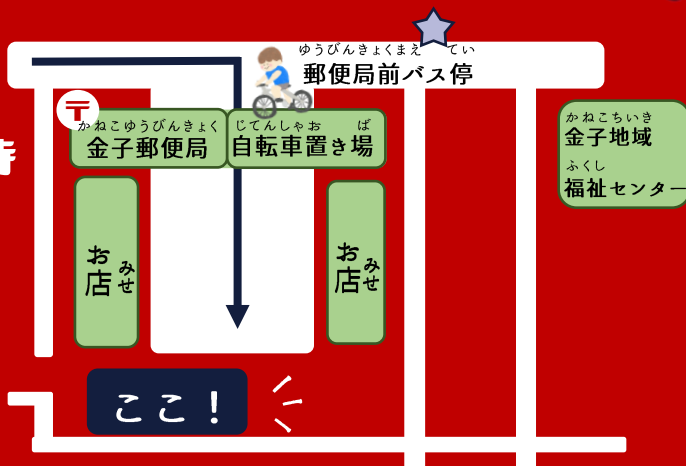 ゆうびんきょくまえ てい
郵便局前バス停
かねこゆうびんきょく
金子郵便局
じてんしゃお ば
自転車置き場
かねこちいき
金子地域
ふくし
福祉センター
お店
みせ
お店
みせ
ここ！